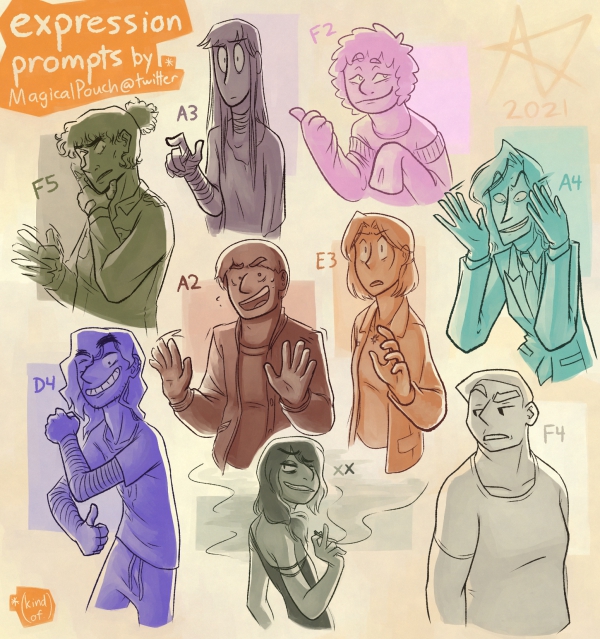 expression
prompts by *
MagicalPouch@twitter
2021
F2
A3
F5
A4
A2
E3
D4
XX
F4
*(kind
of)